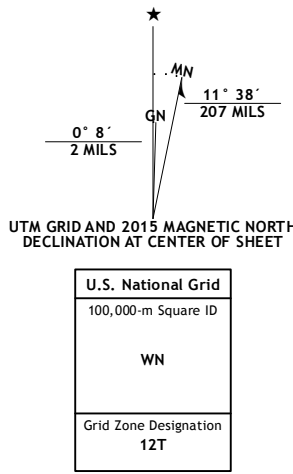 ★
MN
GN
11° 38´
207 MILS
0° 8´
2 MILS
UTM GRID AND 2015 MAGNETIC NORTH
DECLINATION AT CENTER OF SHEET
U.S. National Grid
100,000-m Square ID
WN
Grid Zone Designation
12T